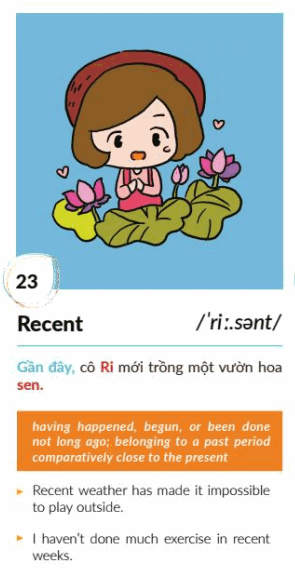 23
Recent /ˈriː.sənt/
Gần đây, cô Ri mới trồng một vườn hoa
sen.
having happened, begun, or been done
not long ago; belonging to a past period
comparatively close to the present
Recent weather has made it impossible
to play outside.
I haven't done much exercise in recent
weeks.